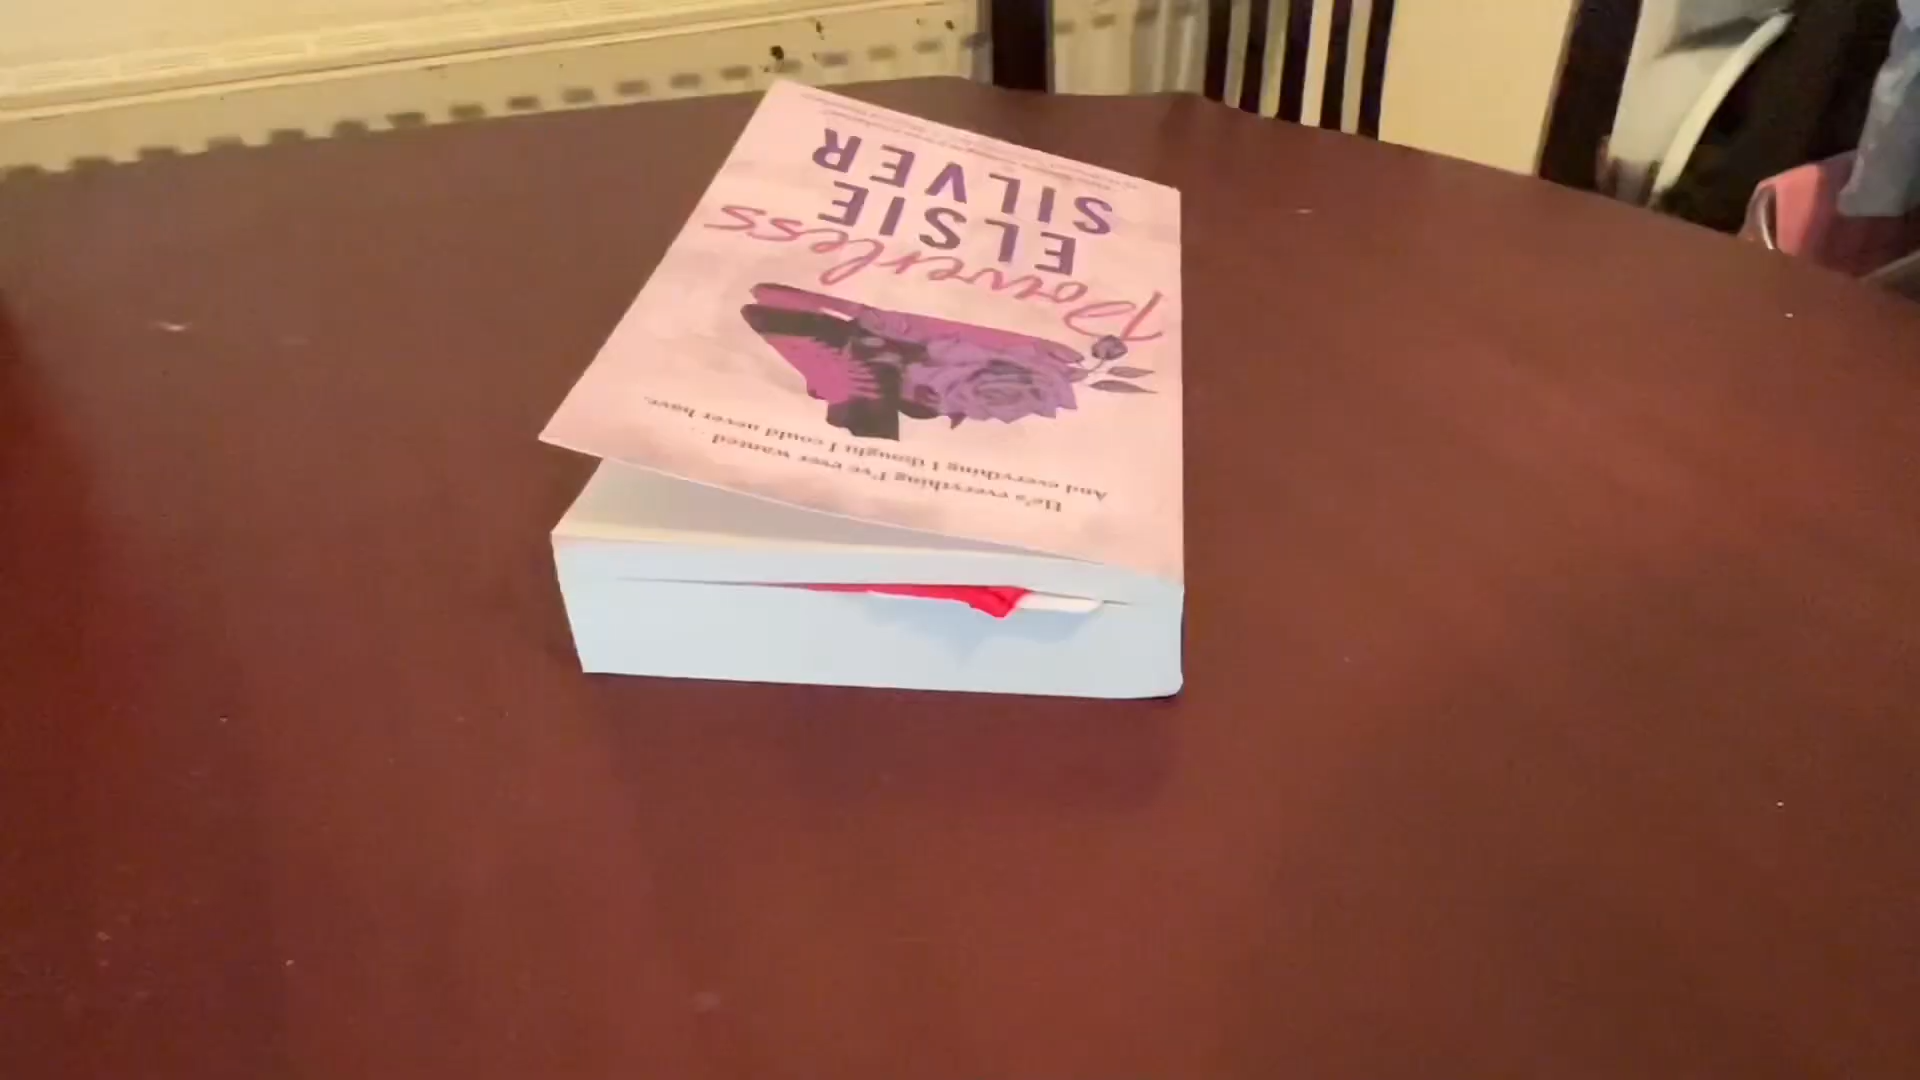 He's everything I've ever wanted . . .
And everything I thought I could never have.
Powerless
ELSIE
SILVER